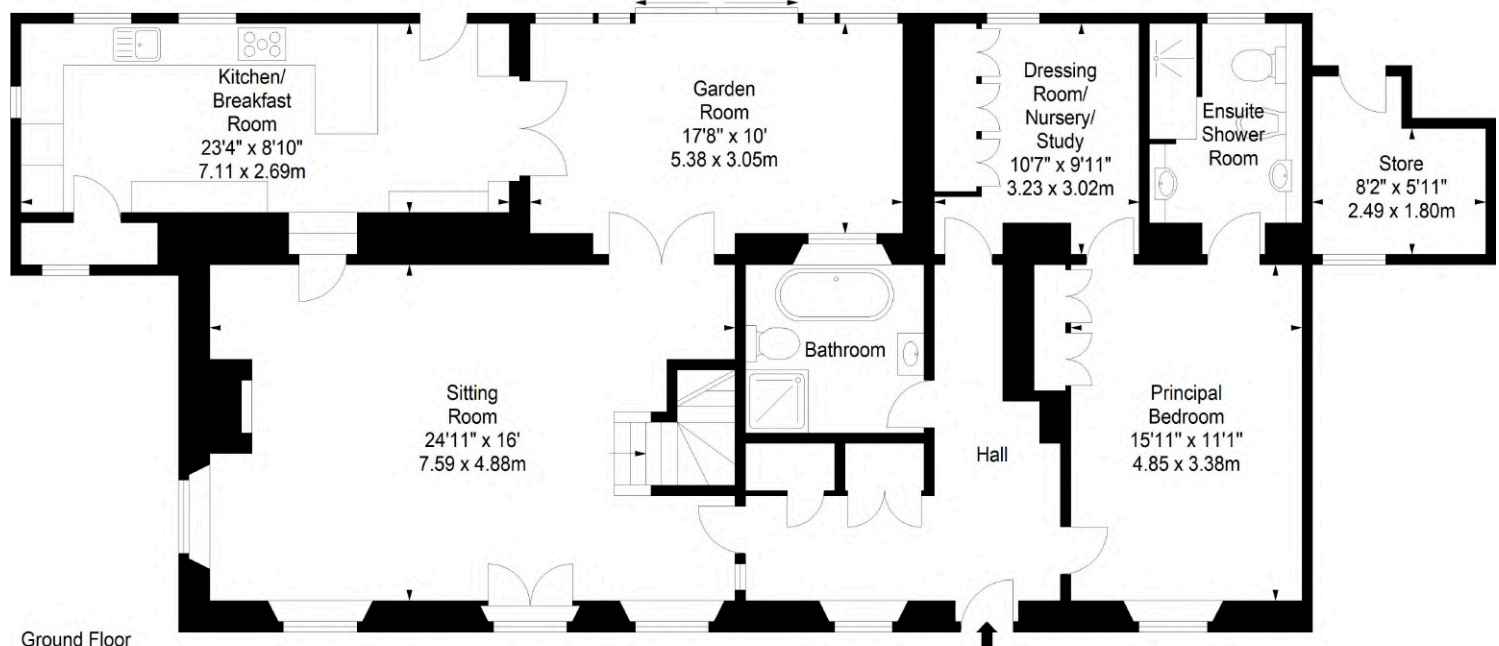 Kitchen/
Breakfast
Room
23'4" x 8'10"
7.11 x 2.69m
Garden
Room
17'8" x 10'
5.38 x 3.05m
Dressing
Room/
Nursery/
Study
10'7" x 9'11"
3.23 x 3.02m
Ensuite
Shower
Room
Store
8'2" x 5'11"
2.49 x 1.80m
Sitting
Room
24'11" x 16'
7.59 x 4.88m
Bathroom
Hall
Principal
Bedroom
15'11" x 11'1"
4.85 x 3.38m
Ground Floor